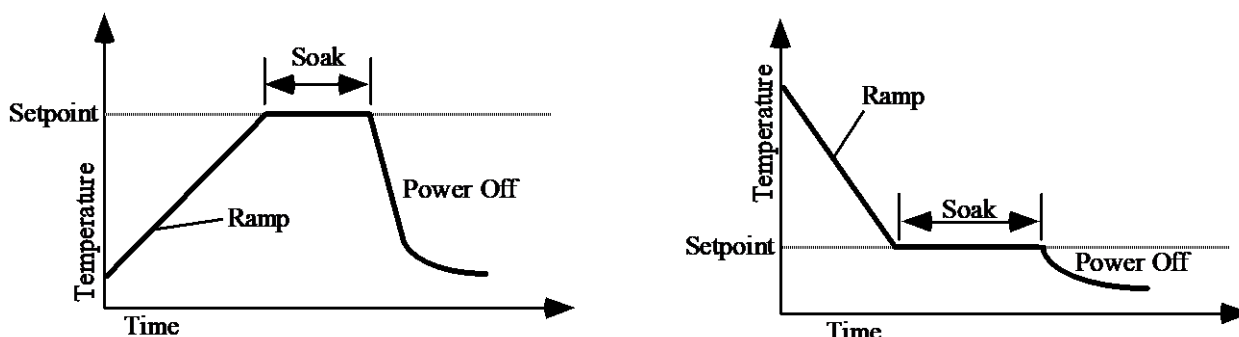 Soak
Setpoint
Temperature
Ramp
Power Off
Time
Temperature
Ramp
Soak
Setpoint
Power Off
Time